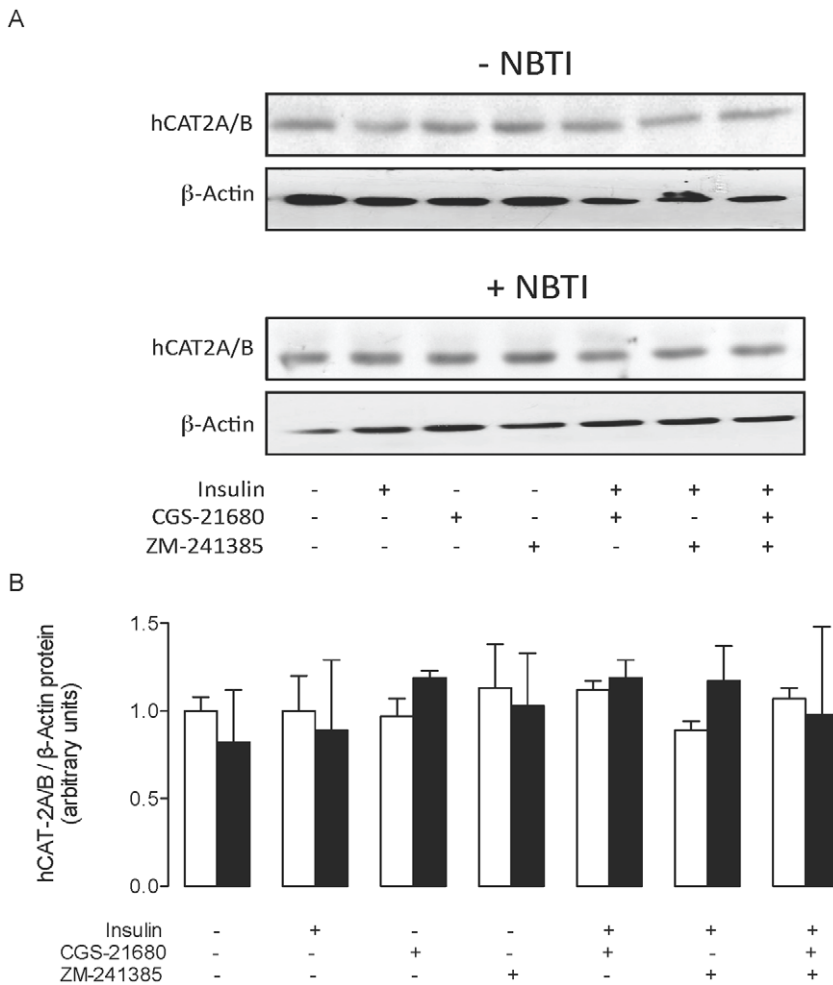 A
- NBTI
hCAT2A/B
β-Actin
+ NBTI
hCAT2A/B
β-Actin
Insulin - + - - + + +
CGS-21680 - - + - + - +
ZM-241385 - - - + - + +
B
hCAT-2A/B / β-Actin protein
(arbitrary units)
1.5
1.0
0.5
0.0
Insulin - + - - + + +
CGS-21680 - - + - + - +
ZM-241385 - - - + - + +